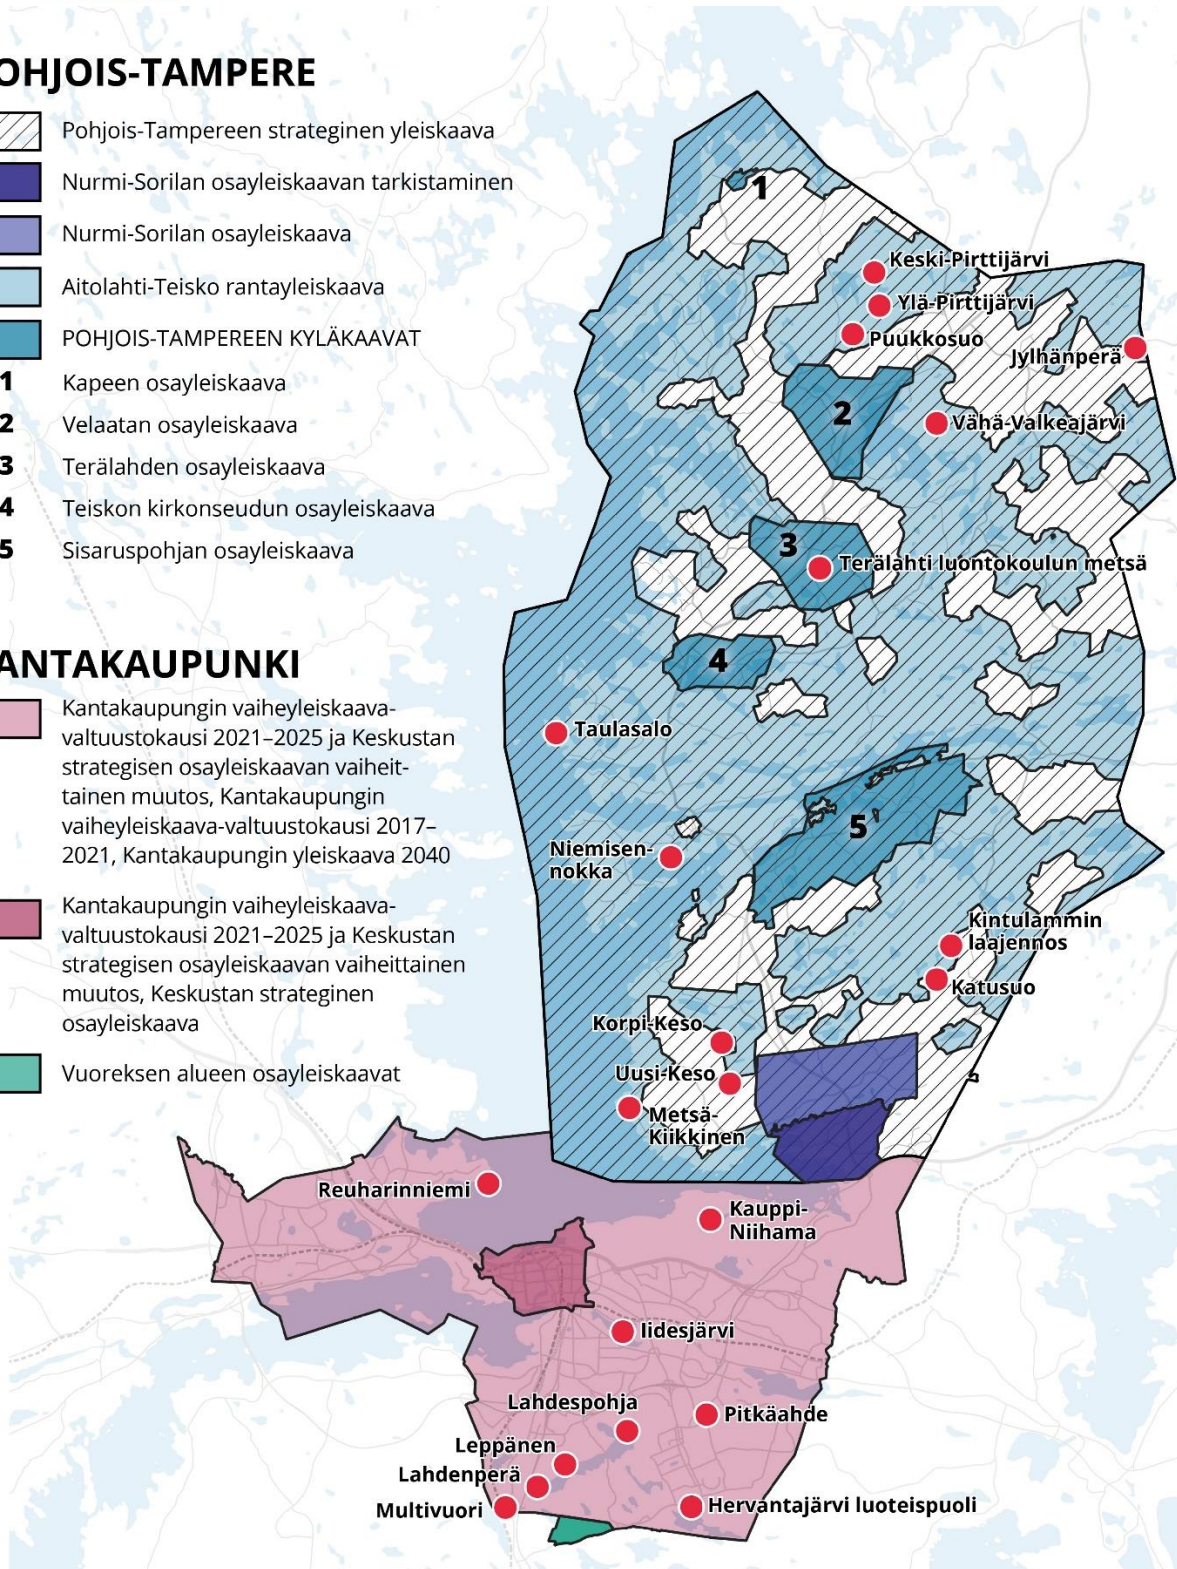 OHJOIS-TAMPERE
Pohjois-Tampereen strateginen yleiskaava
Nurmi-Sorilan osayleiskaavan tarkistaminen
Nurmi-Sorilan osayleiskaava
Aitolahti-Teisko rantayleiskaava
POHJOIS-TAMPEREEN KYLÄKAAVAT
1 Kapeen osayleiskaava
2 Velaatan osayleiskaava
3 Terälahden osayleiskaava
4 Teiskon kirkonseudun osayleiskaava
5 Sisaruspohjan osayleiskaava
ANTAKAUPUNKI
Kantakaupungin vaiheyleiskaava-
valtuustokausi 2021–2025 ja Keskustan
strategisen osayleiskaavan vaiheit-
tainen muutos, Kantakaupungin
vaiheyleiskaava-valtuustokausi 2017–
2021, Kantakaupungin yleiskaava 2040
Kantakaupungin vaiheyleiskaava-
valtuustokausi 2021–2025 ja Keskustan
strategisen osayleiskaavan vaiheittainen
muutos, Keskustan strateginen
osayleiskaava
Vuoreksen alueen osayleiskaavat
1
Keski-Pirttijärvi
Ylä-Pirttijärvi
Puukkosuo
Jylhänperä
2
Vähä-Valkeajärvi
3
Terälahti luontokoulun metsä
4
Taulasalo
5
Niemisen-
nokka
Kintulammin
laajennos
Katusuo
Korpi-Keso
Uusi-Keso
Metsä-
Kiikkinen
Reuharinniemi
Kauppi-
Niihama
Iidesjärvi
Lahdespohja
Pitkäahde
Leppänen
Lahdenperä
Multivuori
Hervantajärvi luoteispuoli